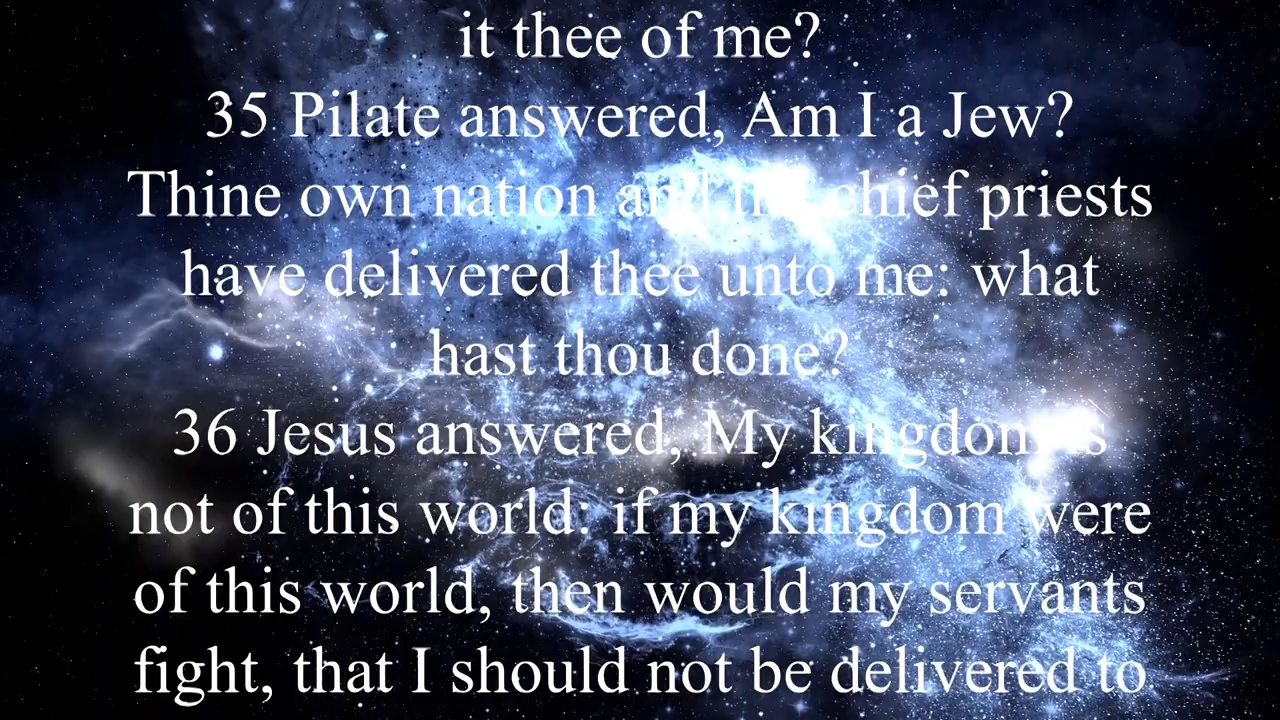 it thee of me?
35 Pilate answered, Am I a Jew?
Thine own nation and the chief priests
have delivered thee unto me: what
hast thou done?
36 Jesus answered, My kingdom is
not of this world: if my kingdom were
of this world, then would my servants
fight, that I should not be delivered to